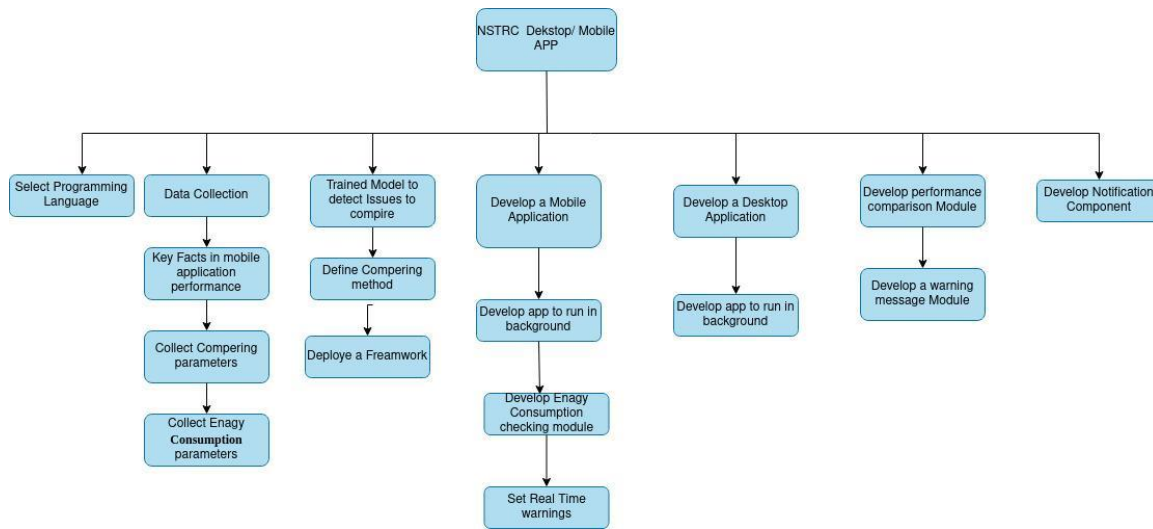 NSTRC Dekstop/ Mobile
APP
Select Programming
Language
Data Collection
Trained Model to
detect Issues to
compire
Develop a Mobile
Application
Develop a Desktop
Application
Develop performance
comparison Module
Develop Notification
Component
Key Facts in mobile
application
performance
Define Compering
method
Develop app to run in
background
Develop app to run in
background
Develop a warning
message Module
Collect Compering
parameters
Deploye a Freamwork
Collect Enagy
Consumption
parameters
Develop Enagy
Consumption
checking module
Set Real Time
warnings